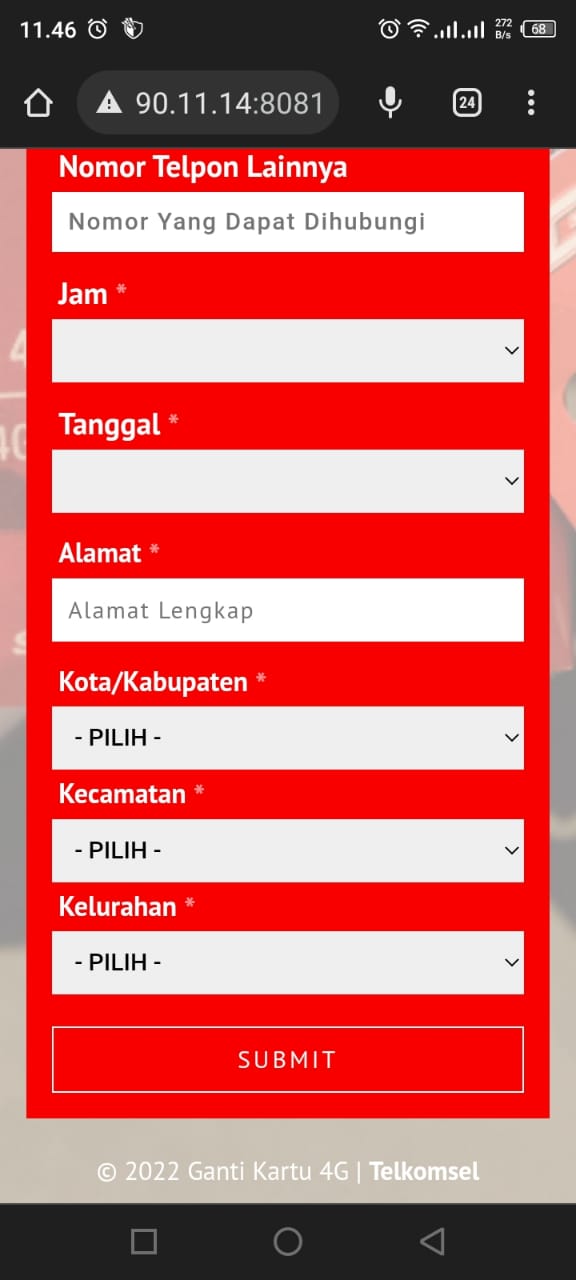 11.46
272
B/s
68
90.11.14:8081
24
Nomor Telpon Lainnya
Nomor Yang Dapat Dihubungi
Jam *
Tanggal *
Alamat *
Alamat Lengkap
Kota/Kabupaten *
- PILIH -
Kecamatan *
- PILIH -
Kelurahan *
- PILIH -
SUBMIT
© 2022 Ganti Kartu 4G | Telkomsel